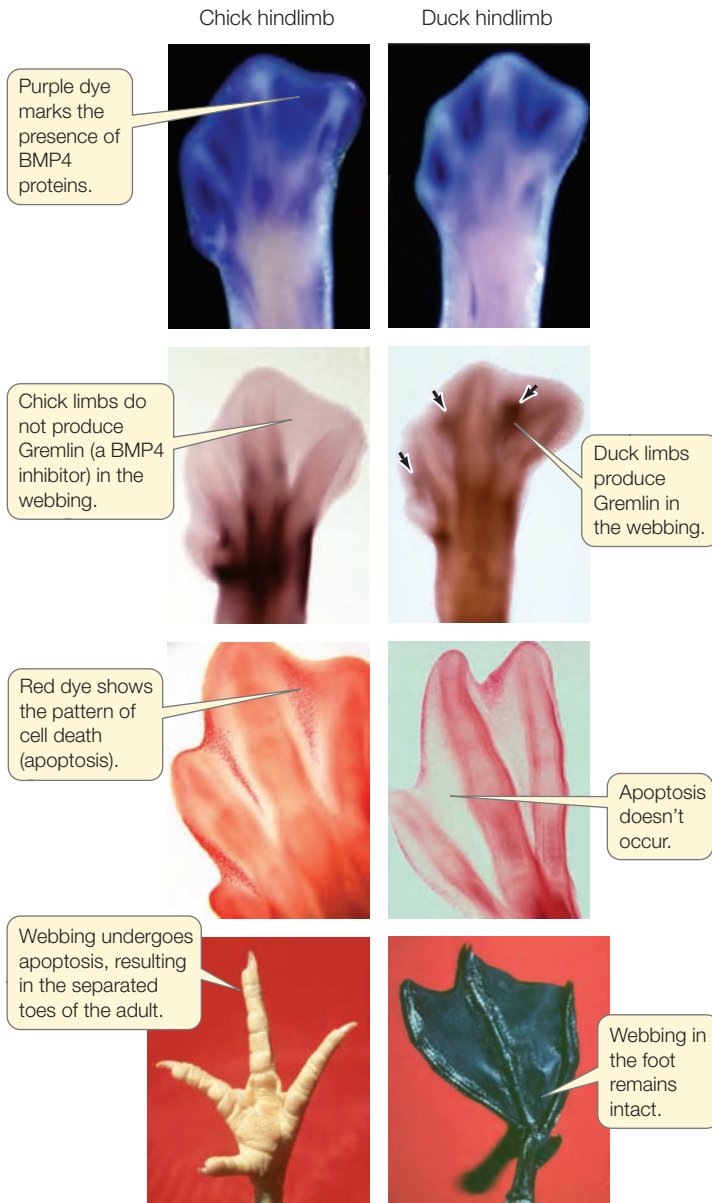 Chick hindlimb
Duck hindlimb
Purple dye
marks the
presence of
BMP4
proteins.
Chick limbs do
not produce
Gremlin (a BMP4
inhibitor) in the
webbing.
Duck limbs
produce
Gremlin in
the webbing.
Red dye shows
the pattern of
cell death
(apoptosis).
Apoptosis
doesn't
occur.
Webbing undergoes
apoptosis, resulting
in the separated
toes of the adult.
Webbing in
the foot
remains
intact.